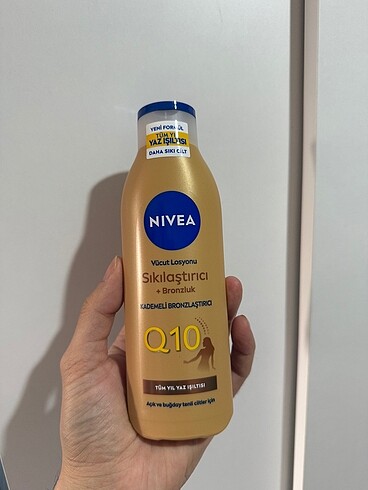 YENİ FORMÜL
TÜM YIL
YAZ IŞILTISI
DAHA SIKI CİLT
NIVEA
Vücut Losyonu
Sıkılaştırıcı
+ Bronzluk
KADEMELİ BRONZLAŞTIRICI
Q10
TÜM YIL YAZ IŞILTISI
Açık ve buğday tenli ciltler için